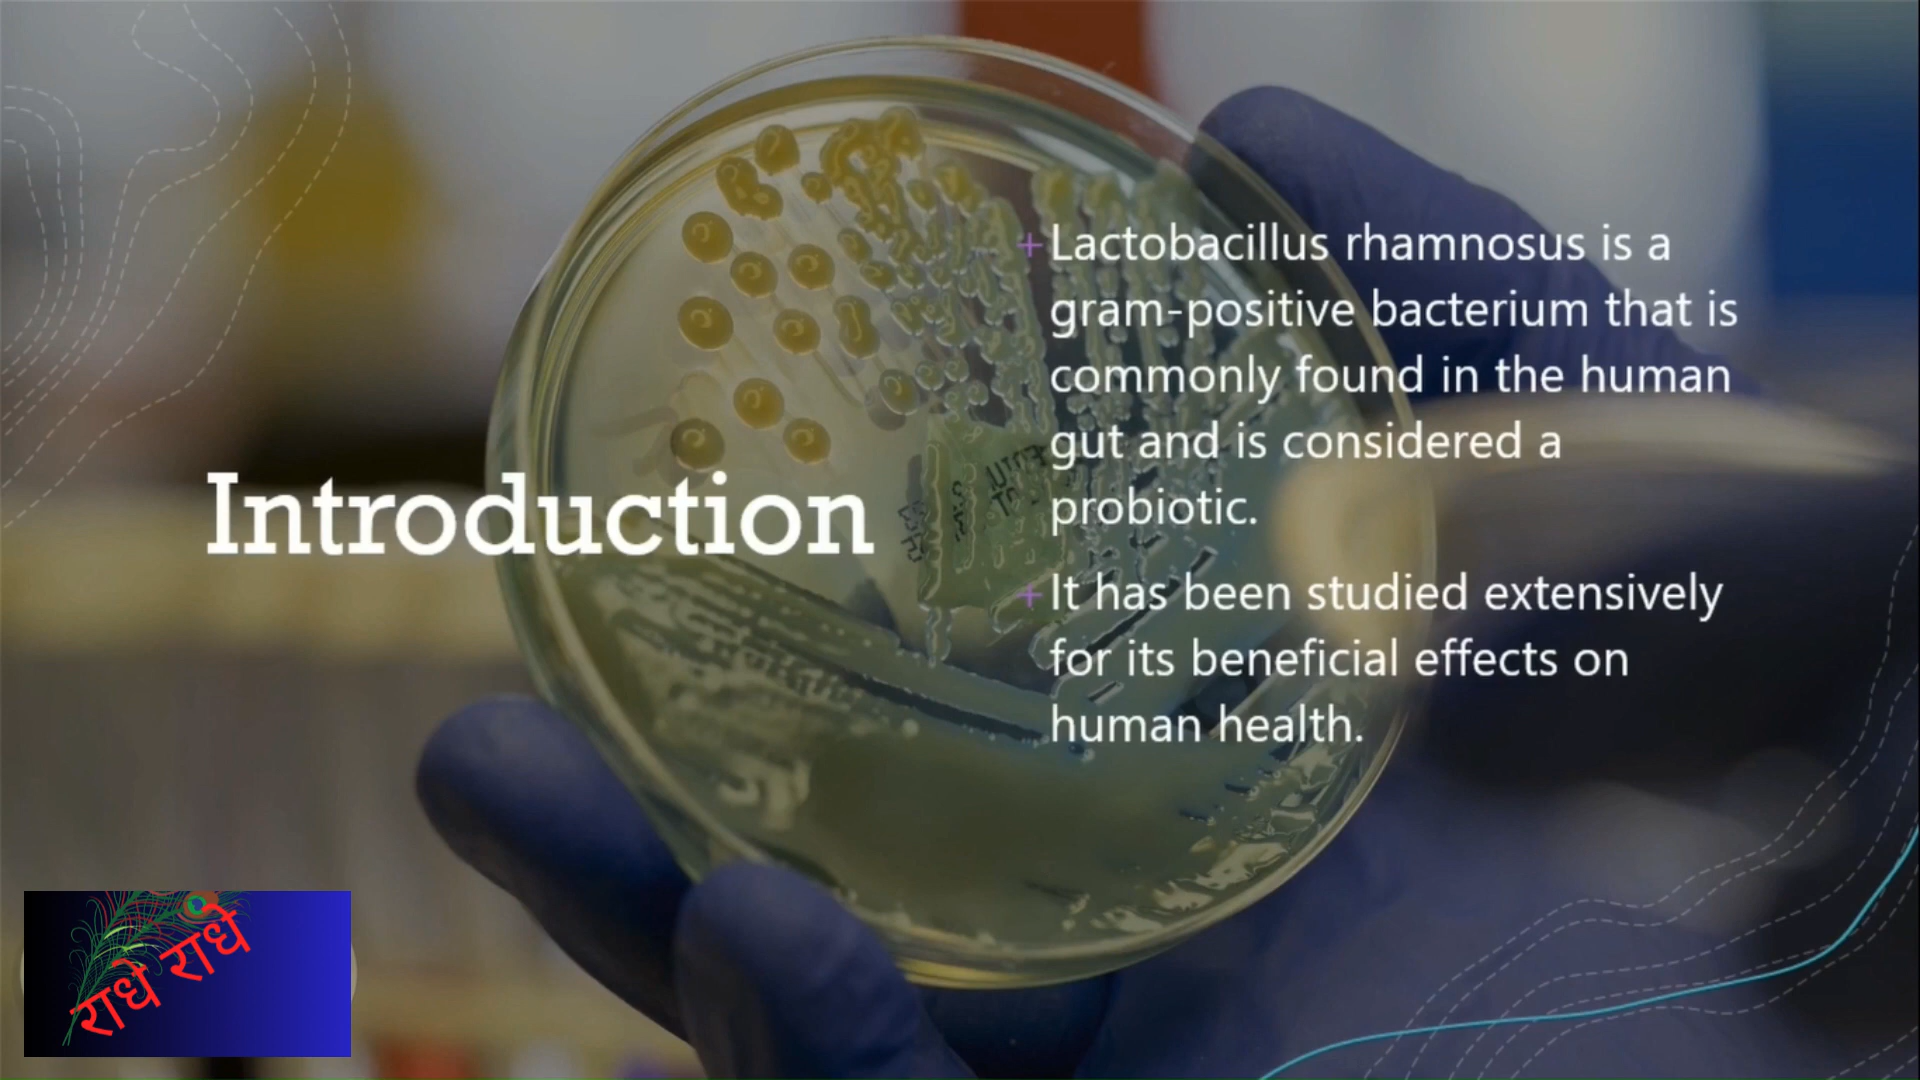 Introduction
+ Lactobacillus rhamnosus is a
gram-positive bacterium that is
commonly found in the human
gut and is considered a
probiotic.
+ It has been studied extensively
for its beneficial effects on
human health.
राधे राधे